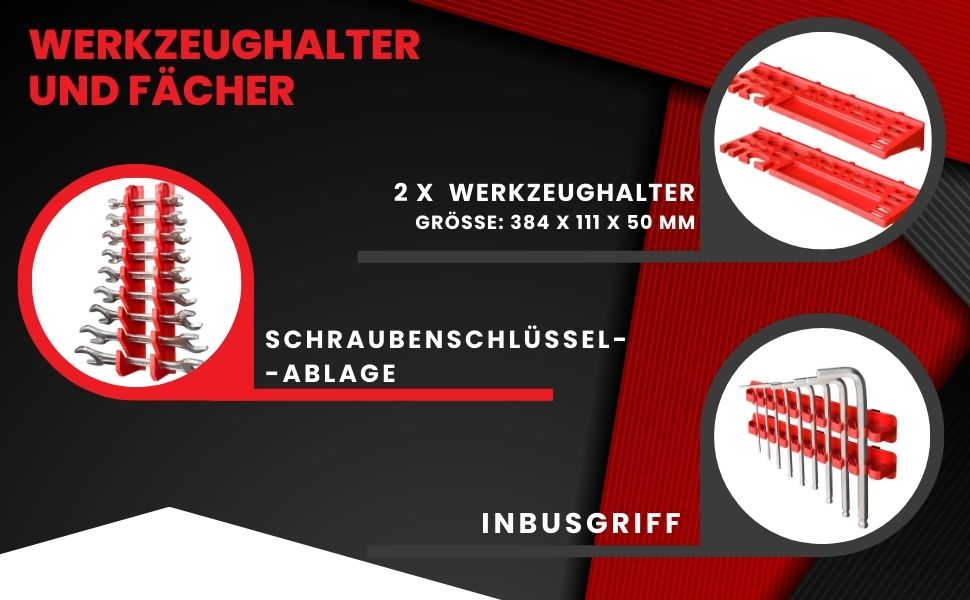 WERKZEUGHALTER
UND FÄCHER
2 X WERKZEUGHALTER
GRÖSSE: 384 X 111 X 50 MM
SCHRAUBENSCHLÜSSEL-
-ABLAGE
INBUSGRIFF